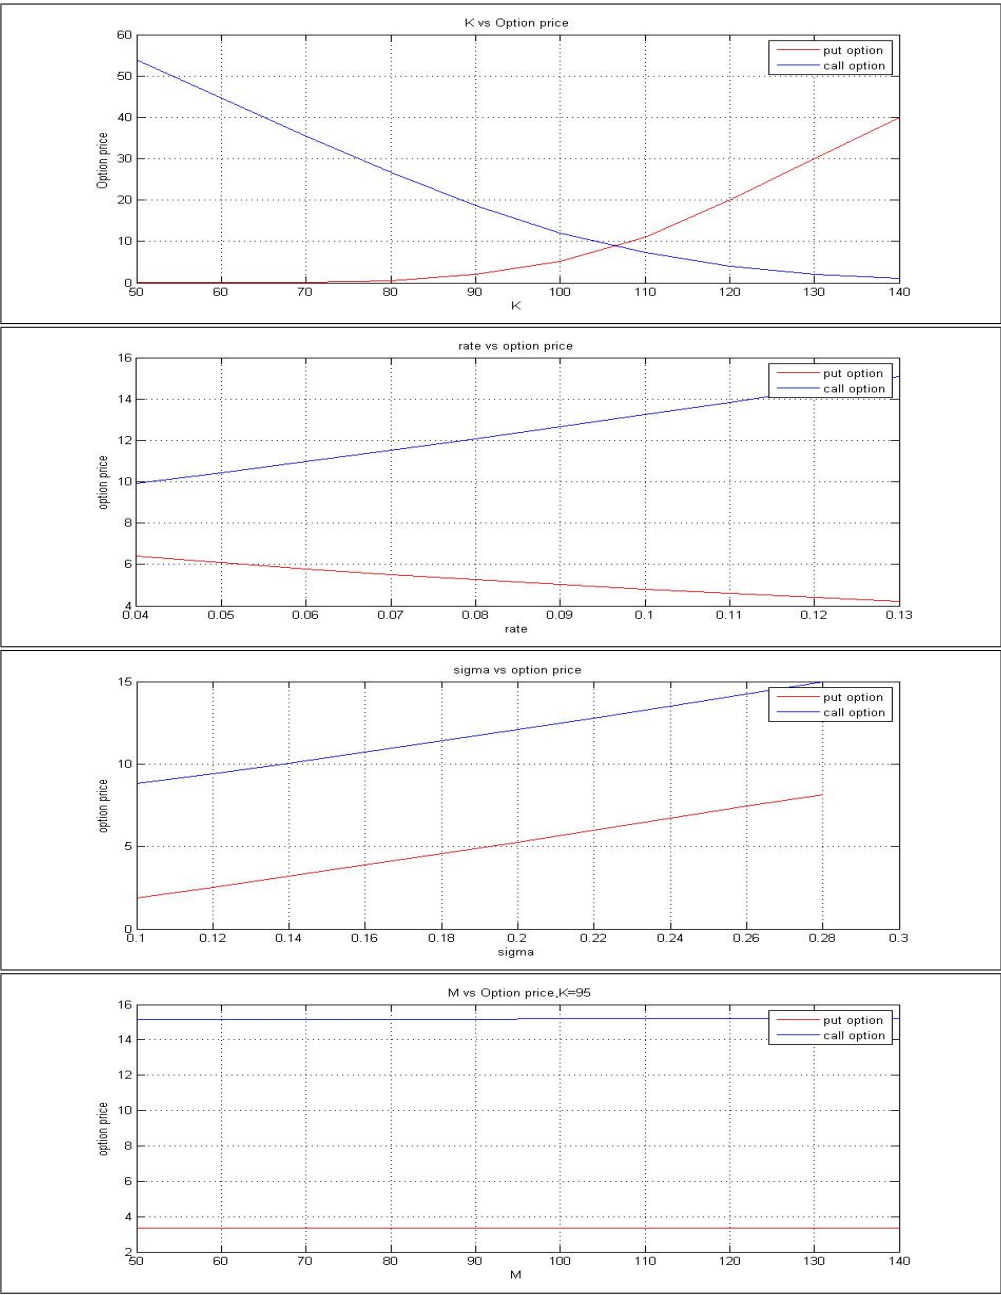 K vs Option price
60
50
40
30
20
10
0
Option price
50 60 70 80 90 100 110 120 130 140
K
put option
call option
rate vs option price
16
14
12
10
8
6
4
option price
0.04 0.05 0.06 0.07 0.08 0.09 0.1 0.11 0.12 0.13
rate
put option
call option
sigma vs option price
15
10
5
0
option price
0.1 0.12 0.14 0.16 0.18 0.2 0.22 0.24 0.26 0.28 0.3
sigma
put option
call option
M vs Option price,K=95
16
14
12
10
8
6
4
2
option price
50 60 70 80 90 100 110 120 130 140
M
put option
call option